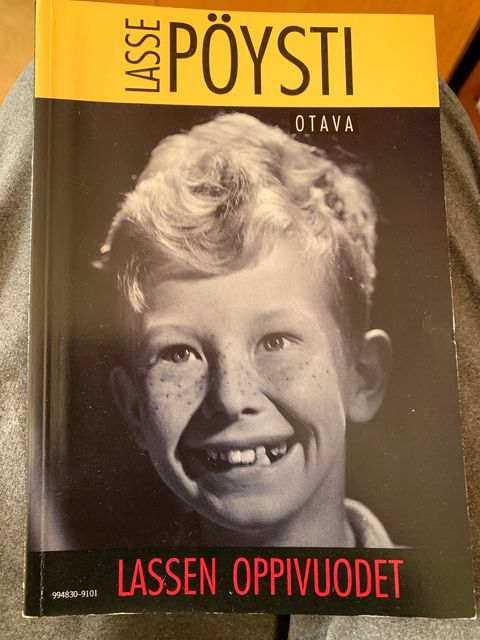 LASSE
PÖYSTI
OTAVA
994830-9101
LASSEN OPPIVUODET